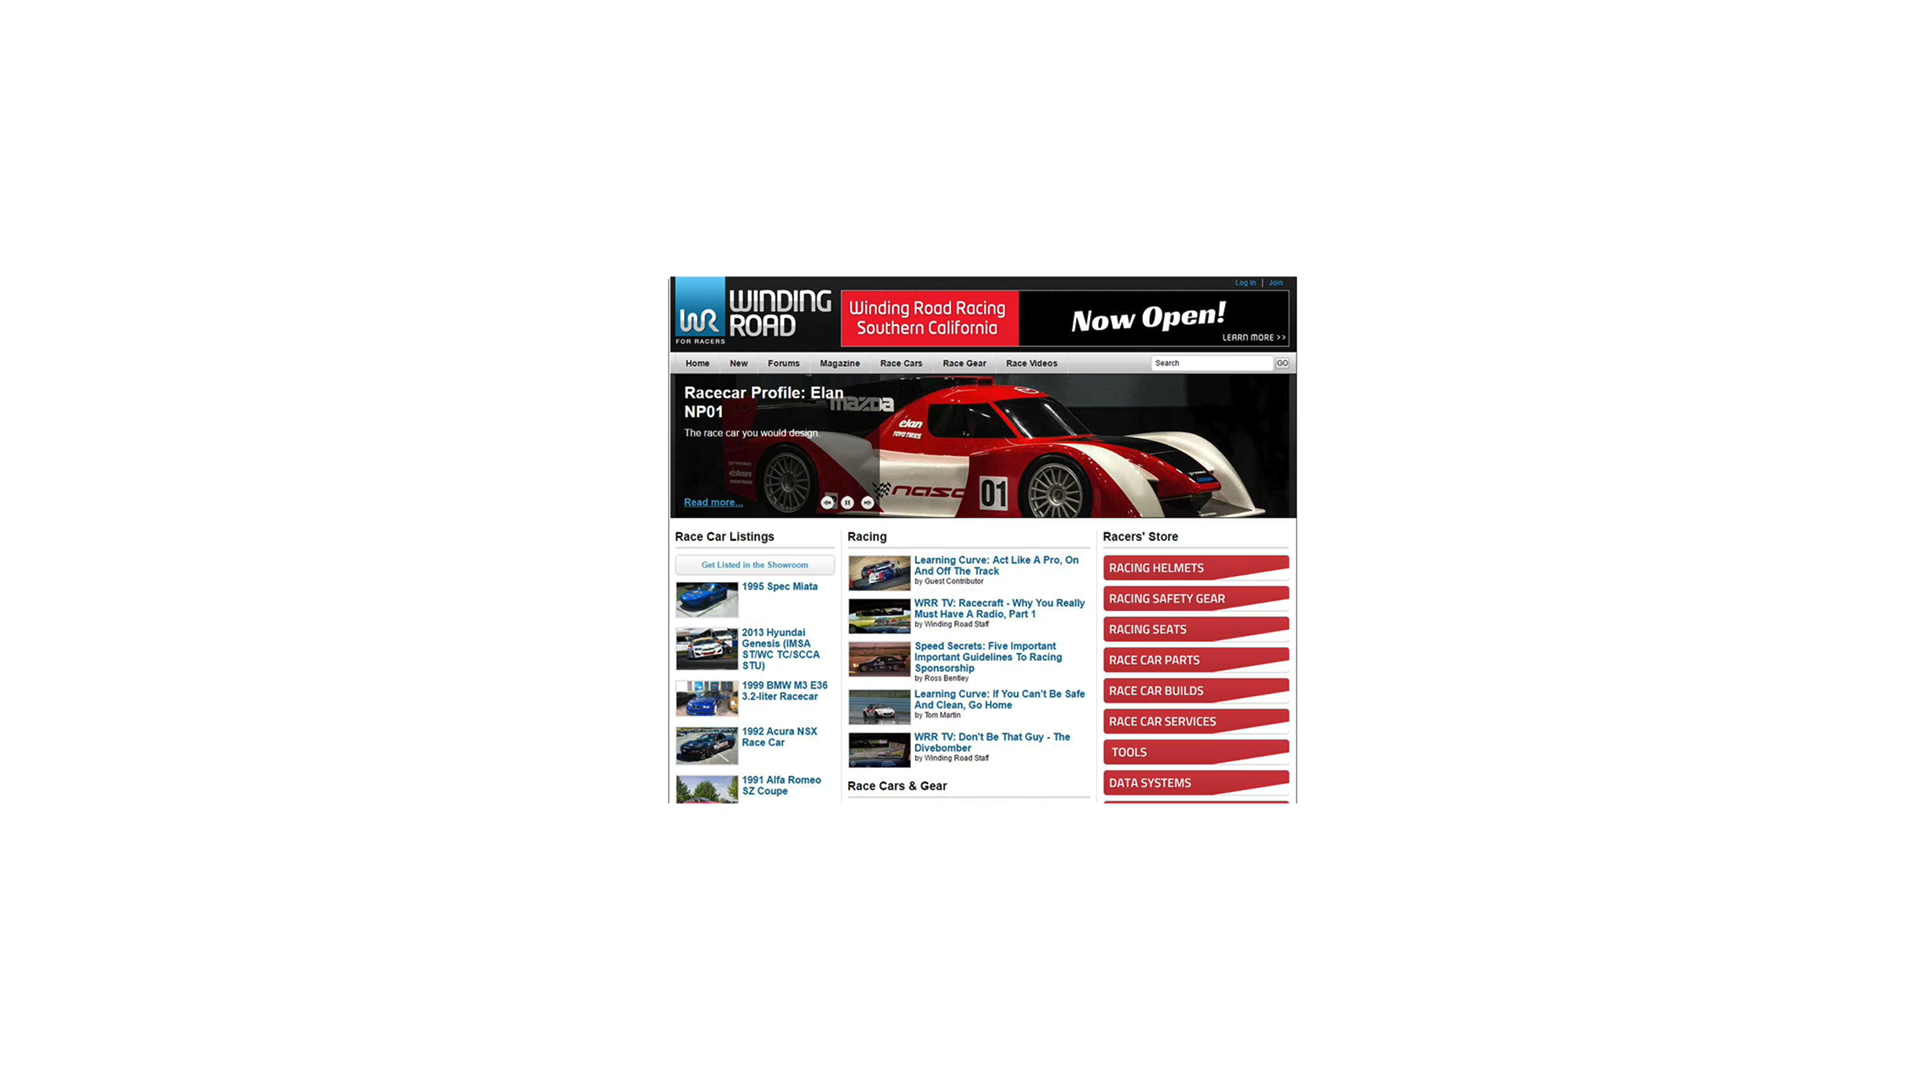 Log In | Join
WR
FOR RACERS
WINDING
ROAD
Winding Road Racing
Southern California
Now Open!
LEARN MORE >>
Home New Forums Magazine Race Cars Race Gear Race Videos
Search GO
Racecar Profile: Elan
NP01
The race car you would design.
Read more...
mazda
élan
TOYO TIRES
élan
nasa
01
Race Car Listings
Get Listed in the Showroom
1995 Spec Miata
2013 Hyundai
Genesis (IMSA
ST/WC TC/SCCA
STU)
1999 BMW M3 E36
3.2-liter Racecar
1992 Acura NSX
Race Car
1991 Alfa Romeo
SZ Coupe
Racing
Learning Curve: Act Like A Pro, On
And Off The Track
by Guest Contributor
WRR TV: Racecraft - Why You Really
Must Have A Radio, Part 1
by Winding Road Staff
Speed Secrets: Five Important
Important Guidelines To Racing
Sponsorship
by Ross Bentley
Learning Curve: If You Can't Be Safe
And Clean, Go Home
by Tom Martin
WRR TV: Don't Be That Guy - The
Divebomber
by Winding Road Staff
Race Cars & Gear
Racers' Store
RACING HELMETS
RACING SAFETY GEAR
RACING SEATS
RACE CAR PARTS
RACE CAR BUILDS
RACE CAR SERVICES
TOOLS
DATA SYSTEMS